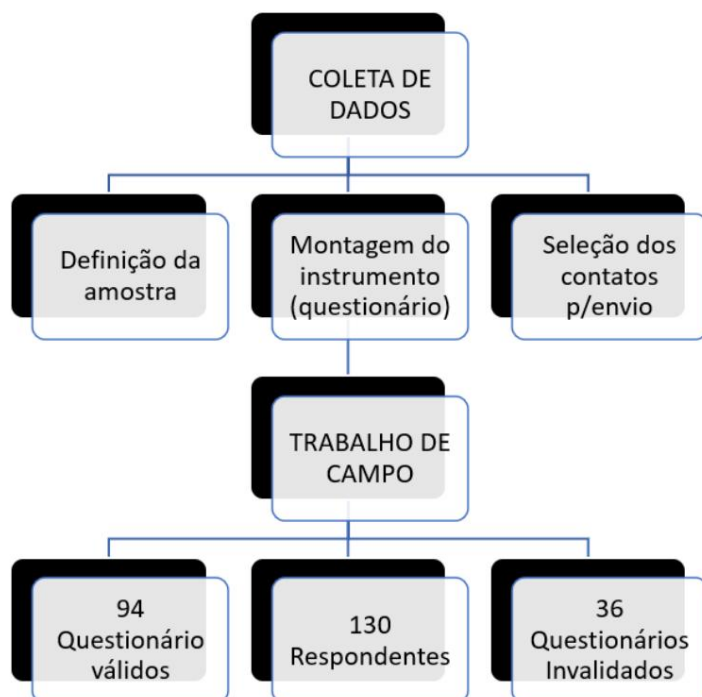 COLETA DE
DADOS
Definição da
amostra
Montagem do
instrumento
(questionário)
Seleção dos
contatos
p/envio
TRABALHO DE
CAMPO
94
Questionário
válidos
130
Respondentes
36
Questionários
Invalidados